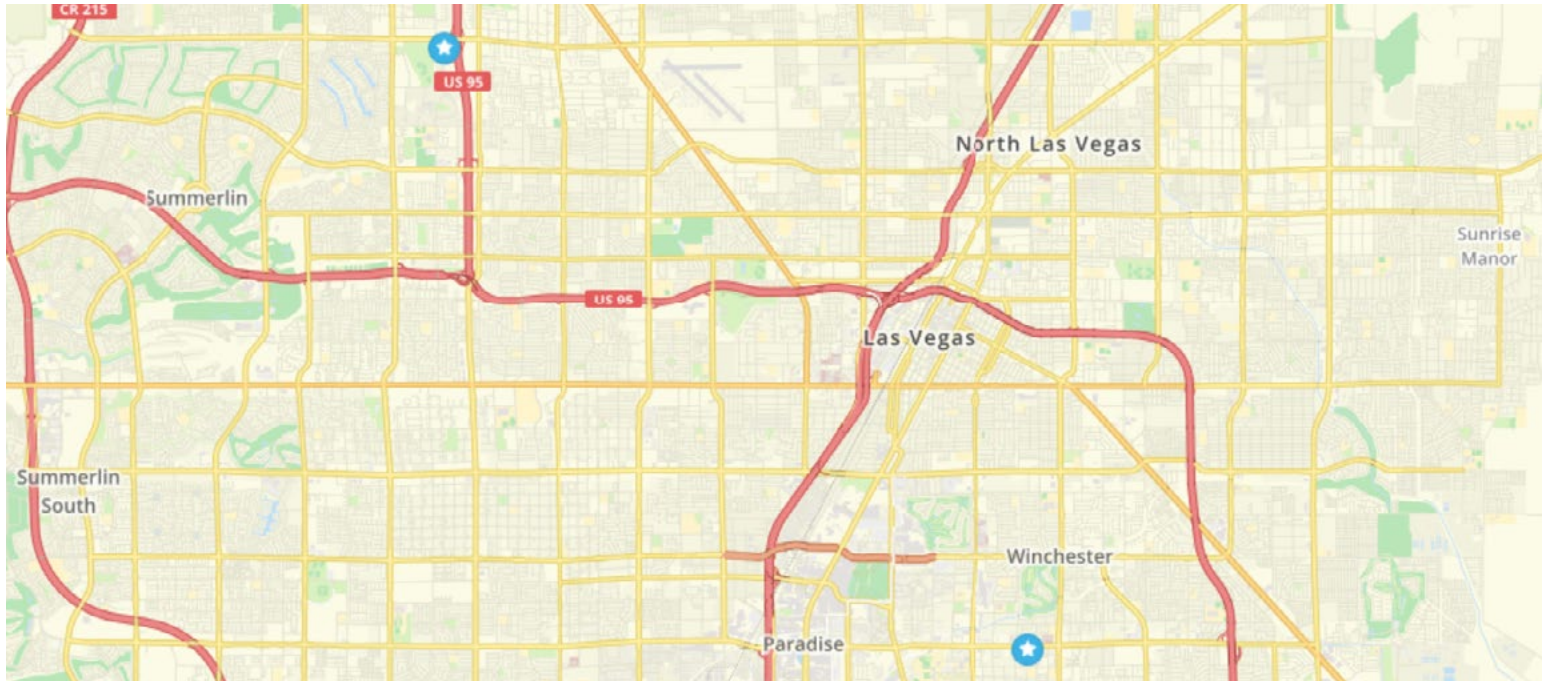 CR 215
US 95
North Las Vegas
Summerlin
Sunrise
Manor
US 95
Las Vegas
Summerlin
South
Winchester
Paradise